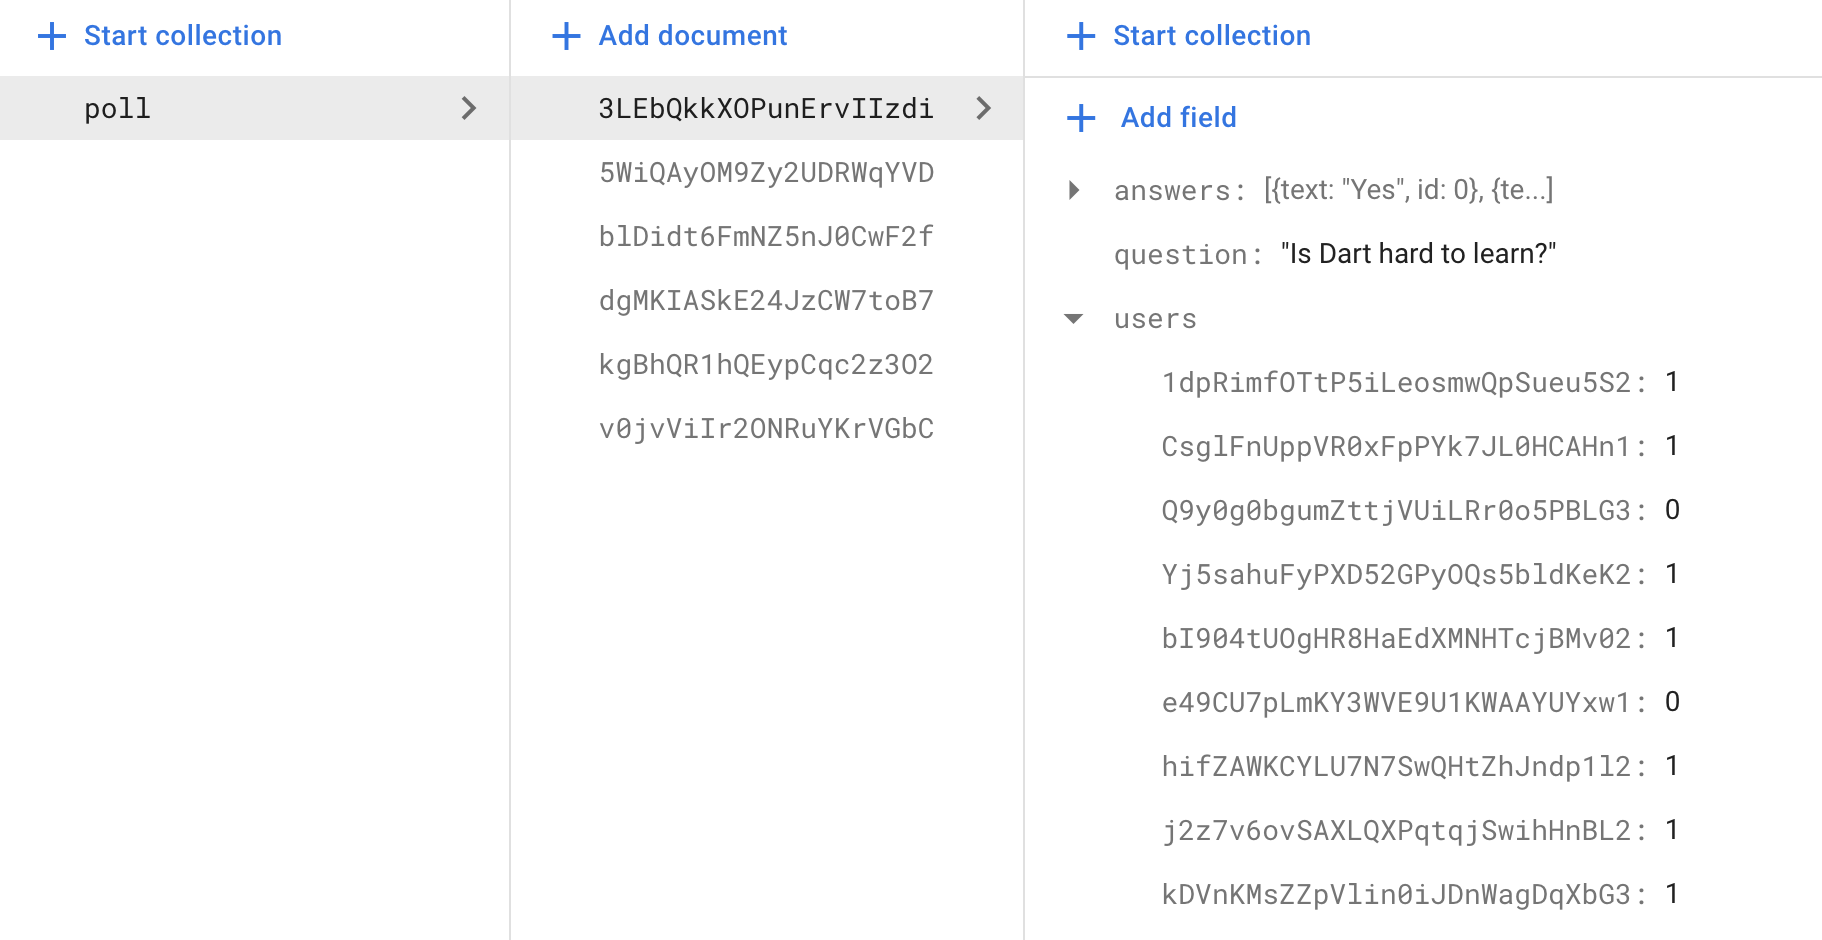 Start collection
poll
Add document
3LEbQkkXOPunErvIIzdi
5WiQAyOM9Zy2UDRWqYVD
blDidt6FmNZ5nJ0CwF2f
dgMKIASkE24JzCW7toB7
kgBhQR1hQEypCqc2z3O2
v0jvViIr2ONRuYKrVGbC
Start collection
Add field
answers: [{text: "Yes", id: 0}, {te...]
question: "Is Dart hard to learn?"
users
1dpRimfOTtP5iLeosmwQpSueu5S2: 1
CsglFnUppVR0xFpPYk7JL0HCAHn1: 1
Q9y0g0bgumZttjVUiLRr0o5PBLG3: 0
Yj5sahuFyPXD52GPyOQs5bldKeK2: 1
bI904tUOgHR8HaEdXMNHTcjBMv02: 1
e49CU7pLmKY3WVE9U1KWAAYUYxw1: 0
hifZAWKCYLU7N7SwQHtZhJndp1l2: 1
j2z7v6ovSAXLQXPqtqjSwihHnBL2: 1
kDVnKMsZZpVlin0iJDnWagDqXbG3: 1